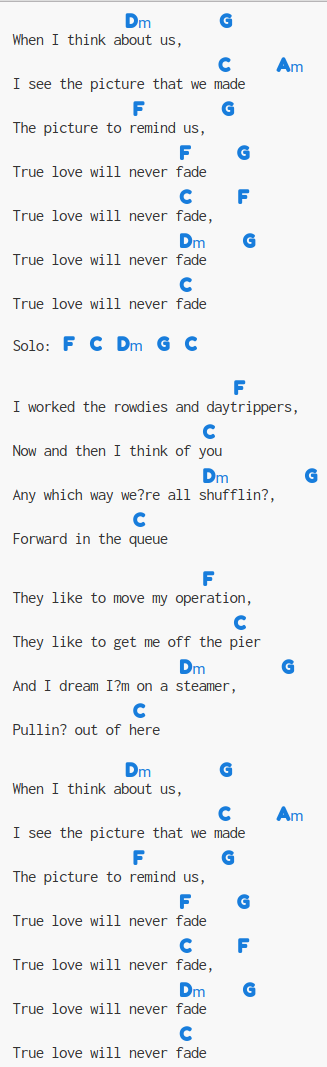 Dm G
When I think about us,
C Am
I see the picture that we made
F G
The picture to remind us,
F G
True love will never fade
C F
True love will never fade,
Dm G
True love will never fade
C
True love will never fade
Solo: F C Dm G C
F
I worked the rowdies and daytrippers,
C
Now and then I think of you
Dm G
Any which way we?re all shufflin?,
C
Forward in the queue
F
They like to move my operation,
C
They like to get me off the pier
Dm G
And I dream I?m on a steamer,
C
Pullin? out of here
Dm G
When I think about us,
C Am
I see the picture that we made
F G
The picture to remind us,
F G
True love will never fade
C F
True love will never fade,
Dm G
True love will never fade
C
True love will never fade